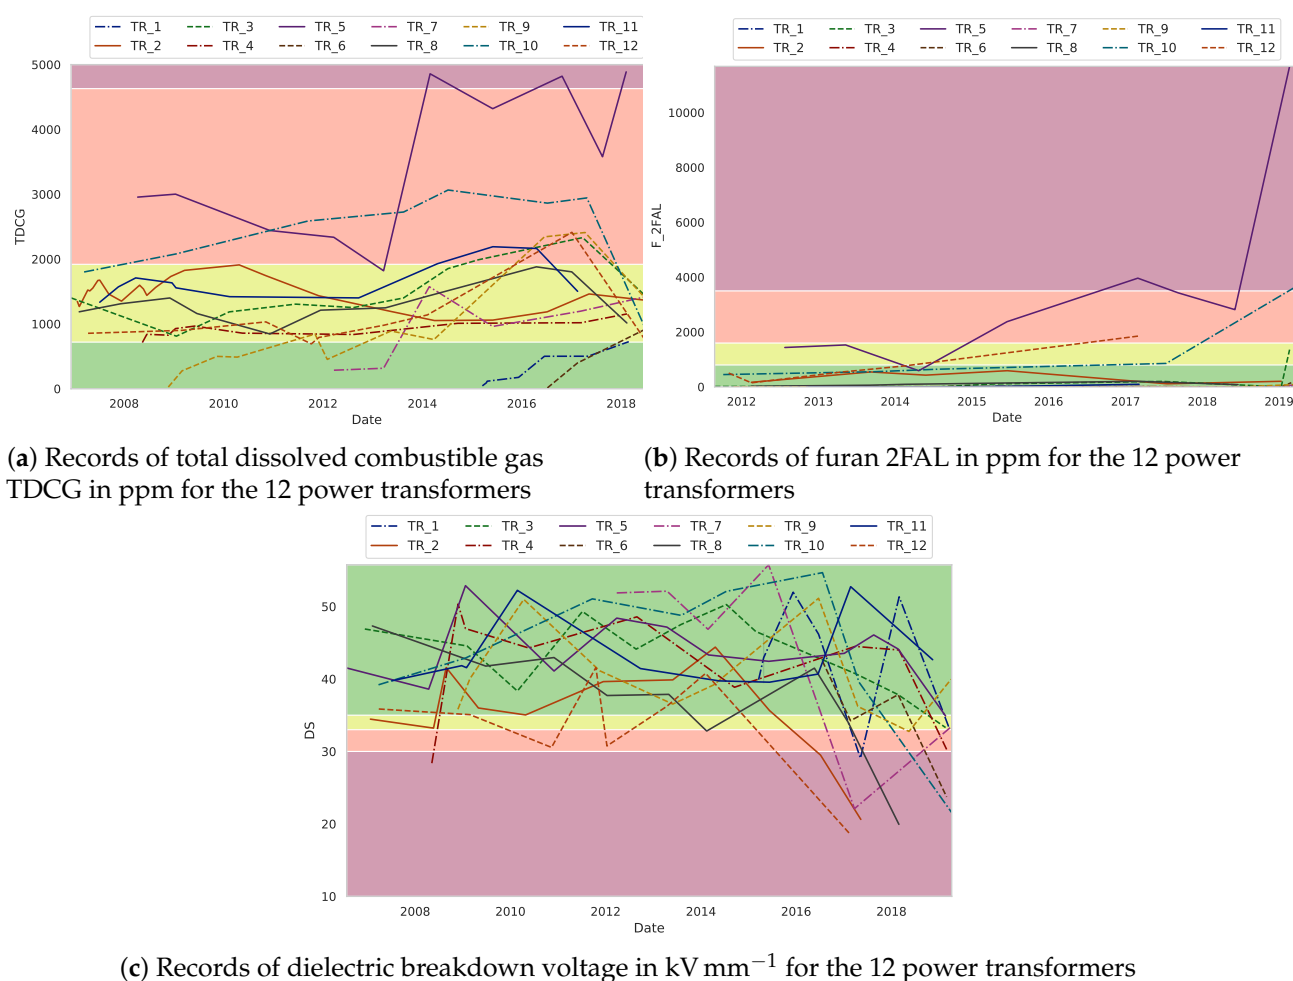 TR_1 TR_3 TR_5 TR_7 TR_9 TR_11
TR_2 TR_4 TR_6 TR_8 TR_10 TR_12
5000
4000
3000
2000
1000
0
TDCG
2008 2010 2012 2014 2016 2018
Date
(a) Records of total dissolved combustible gas
TDCG in ppm for the 12 power transformers
TR_1 TR_3 TR_5 TR_7 TR_9 TR_11
TR_2 TR_4 TR_6 TR_8 TR_10 TR_12
10000
8000
6000
4000
2000
0
F_2FAL
2012 2013 2014 2015 2016 2017 2018 2019
Date
(b) Records of furan 2FAL in ppm for the 12 power
transformers
TR_1 TR_3 TR_5 TR_7 TR_9 TR_11
TR_2 TR_4 TR_6 TR_8 TR_10 TR_12
50
40
30
20
10
DS
2008 2010 2012 2014 2016 2018
Date
(c) Records of dielectric breakdown voltage in kV mm−1 for the 12 power transformers